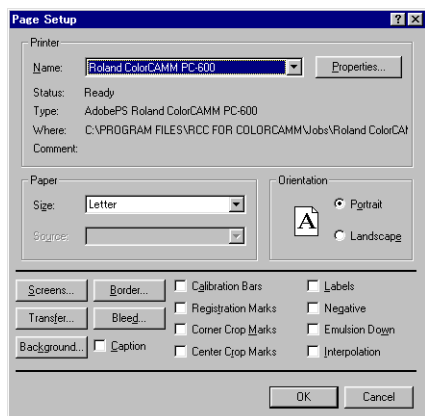 Page Setup
Printer
Name: Roland ColorCAMM PC-600 Properties...
Status: Ready
Type: AdobePS Roland ColorCAMM PC-600
Where: C:\PROGRAM FILES\RCC FOR COLORCAMM\Jobs\Roland ColorCAM
Comment:
Paper
Orientation
Size: Letter
Source:
A
Portrait
Landscape
Screens... Border... Calibration Bars Labels
Transfer... Bleed... Registration Marks Negative
Corner Crop Marks Emulsion Down
Background... Caption Center Crop Marks Interpolation
OK Cancel